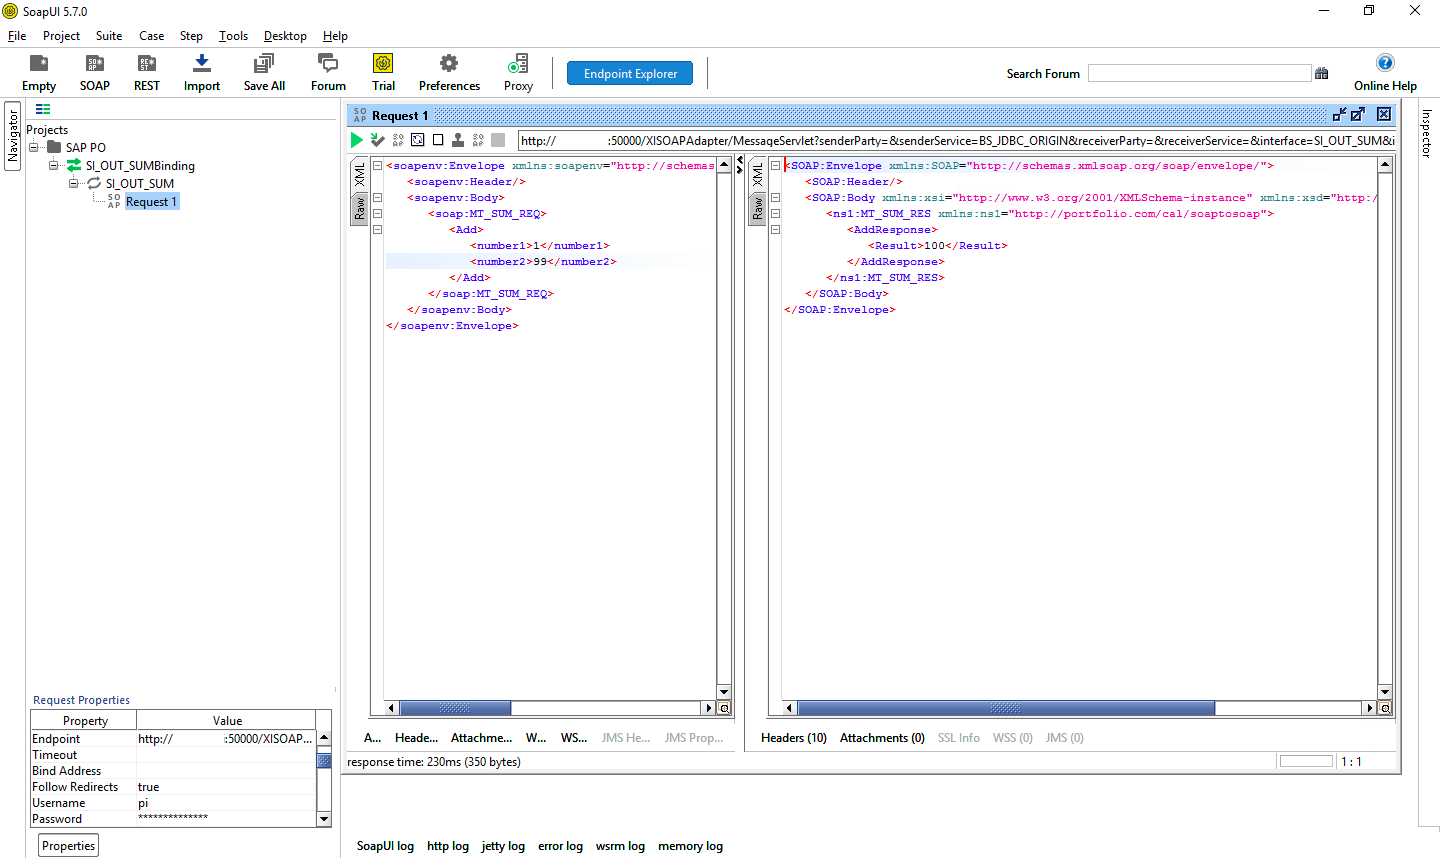 SoapUI 5.7.0
File Project Suite Case Step Tools Desktop Help
Empty SOAP REST Import Save All Forum Trial Preferences Proxy Endpoint Explorer Search Forum Online Help
Navigator
Projects
SAP PO
SI_OUT_SUMBinding
SI_OUT_SUM
SO AP Request 1
Request Properties
Property Value
Endpoint http:// :50000/XISOAP...
Timeout
Bind Address
Follow Redirects true
Username pi
Password **************
Properties
SO AP Request 1
http:// :50000/XISOAPAdapter/MessageServlet?senderParty=&senderService=BS_JDBC_ORIGIN&receiverParty=&receiverService=&interface=SI_OUT_SUM&i
XML
Raw
<soapenv:Envelope xmlns:soapenv="http://schemas
<soapenv:Header/>
<soapenv:Body>
<soap:MT_SUM_REQ>
<Add>
<number1>1</number1>
<number2>99</number2>
</Add>
</soap:MT_SUM_REQ>
</soapenv:Body>
</soapenv:Envelope>
A... Heade... Attachme... W... WS... JMS He... JMS Prop...
XML
Raw
<SOAP:Envelope xmlns:SOAP="http://schemas.xmlsoap.org/soap/envelope/">
<SOAP:Header/>
<SOAP:Body xmlns:xsi="http://www.w3.org/2001/XMLSchema-instance" xmlns:xsd="http:/
<ns1:MT_SUM_RES xmlns:ns1="http://portfolio.com/cal/soaptosoap">
<AddResponse>
<Result>100</Result>
</AddResponse>
</ns1:MT_SUM_RES>
</SOAP:Body>
</SOAP:Envelope>
Headers (10) Attachments (0) SSL Info WSS (0) JMS (0)
response time: 230ms (350 bytes)
1 : 1
Inspector
SoapUI log http log jetty log error log wsrm log memory log